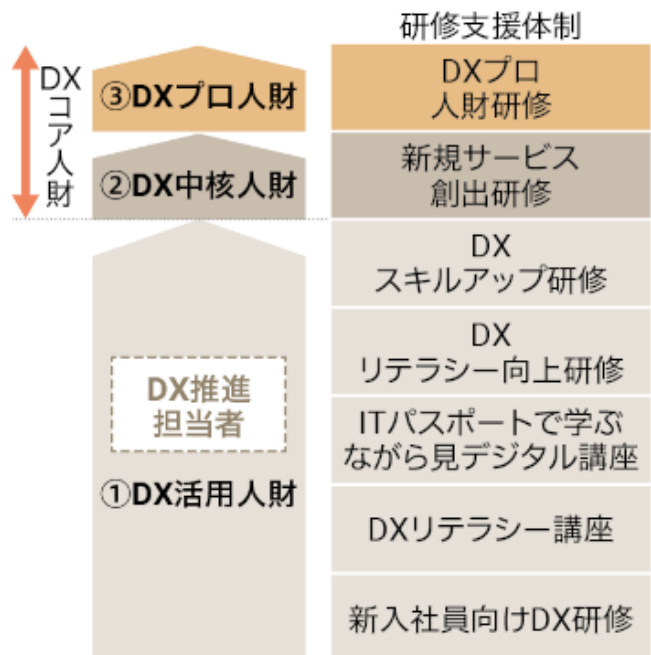 研修支援体制
DX
コア人財
③DXプロ人財
DXプロ
人財研修
②DX中核人財
新規サービス
創出研修
DX
スキルアップ研修
DX
リテラシー向上研修
DX推進
担当者
ITパスポートで学ぶ
ながら見デジタル講座
①DX活用人財
DXリテラシー講座
新入社員向けDX研修